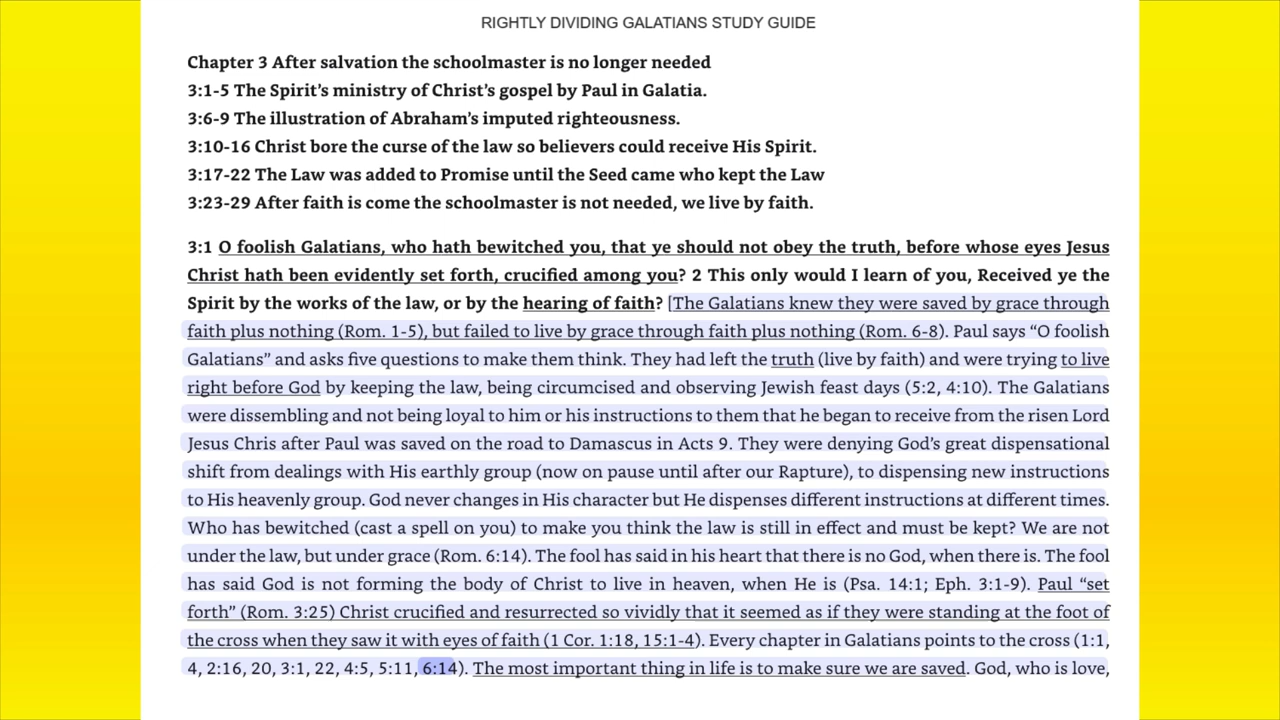 RIGHTLY DIVIDING GALATIANS STUDY GUIDE
Chapter 3 After salvation the schoolmaster is no longer needed
3:1-5 The Spirit’s ministry of Christ’s gospel by Paul in Galatia.
3:6-9 The illustration of Abraham’s imputed righteousness.
3:10-16 Christ bore the curse of the law so believers could receive His Spirit.
3:17-22 The Law was added to Promise until the Seed came who kept the Law
3:23-29 After faith is come the schoolmaster is not needed, we live by faith.
3:1 O foolish Galatians, who hath bewitched you, that ye should not obey the truth, before whose eyes Jesus
Christ hath been evidently set forth, crucified among you? 2 This only would I learn of you, Received ye the
Spirit by the works of the law, or by the hearing of faith? [The Galatians knew they were saved by grace through
faith plus nothing (Rom. 1-5), but failed to live by grace through faith plus nothing (Rom. 6-8). Paul says “O foolish
Galatians” and asks five questions to make them think. They had left the truth (live by faith) and were trying to live
right before God by keeping the law, being circumcised and observing Jewish feast days (5:2, 4:10). The Galatians
were dissembling and not being loyal to him or his instructions to them that he began to receive from the risen Lord
Jesus Chris after Paul was saved on the road to Damascus in Acts 9. They were denying God’s great dispensational
shift from dealings with His earthly group (now on pause until after our Rapture), to dispensing new instructions
to His heavenly group. God never changes in His character but He dispenses different instructions at different times.
Who has bewitched (cast a spell on you) to make you think the law is still in effect and must be kept? We are not
under the law, but under grace (Rom. 6:14). The fool has said in his heart that there is no God, when there is. The fool
has said God is not forming the body of Christ to live in heaven, when He is (Psa. 14:1; Eph. 3:1-9). Paul “set
forth” (Rom. 3:25) Christ crucified and resurrected so vividly that it seemed as if they were standing at the foot of
the cross when they saw it with eyes of faith (1 Cor. 1:18, 15:1-4). Every chapter in Galatians points to the cross (1:1,
4, 2:16, 20, 3:1, 22, 4:5, 5:11, 6:14). The most important thing in life is to make sure we are saved. God, who is love,